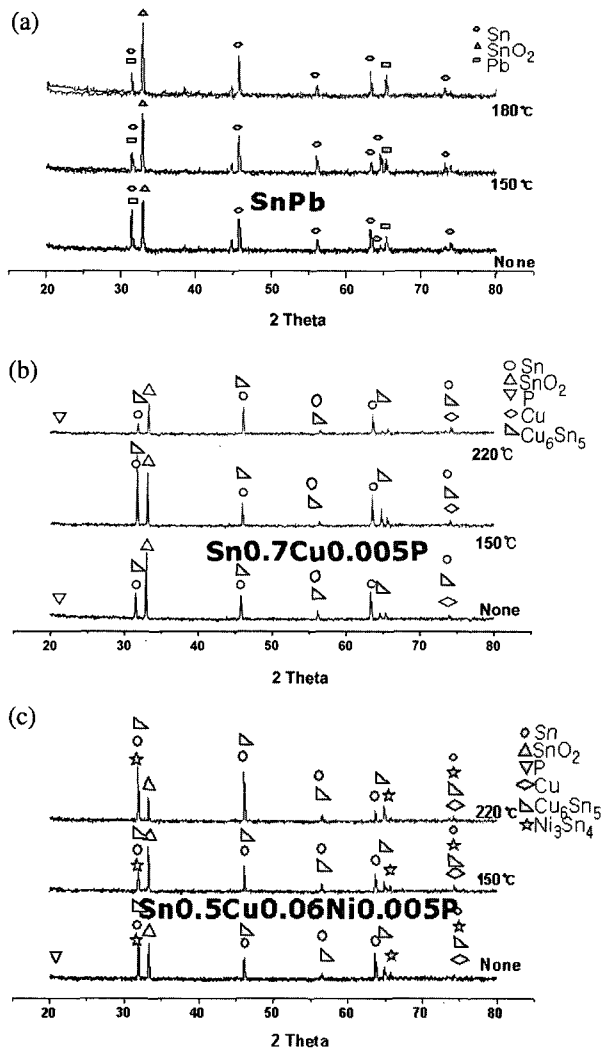 (a)
Sn
SnO2
Pb
180℃
150℃
SnPb
None
20 30 40 50 60 70 80
2 Theta
(b)
Sn
SnO2
P
Cu
Cu6Sn5
220℃
150℃
Sn0.7Cu0.005P
None
20 30 40 50 60 70 80
2 Theta
(c)
Sn
SnO2
P
Cu
Cu6Sn5
Ni3Sn4
220℃
150℃
Sn0.5Cu0.06Ni0.005P
None
20 30 40 50 60 70 80
2 Theta